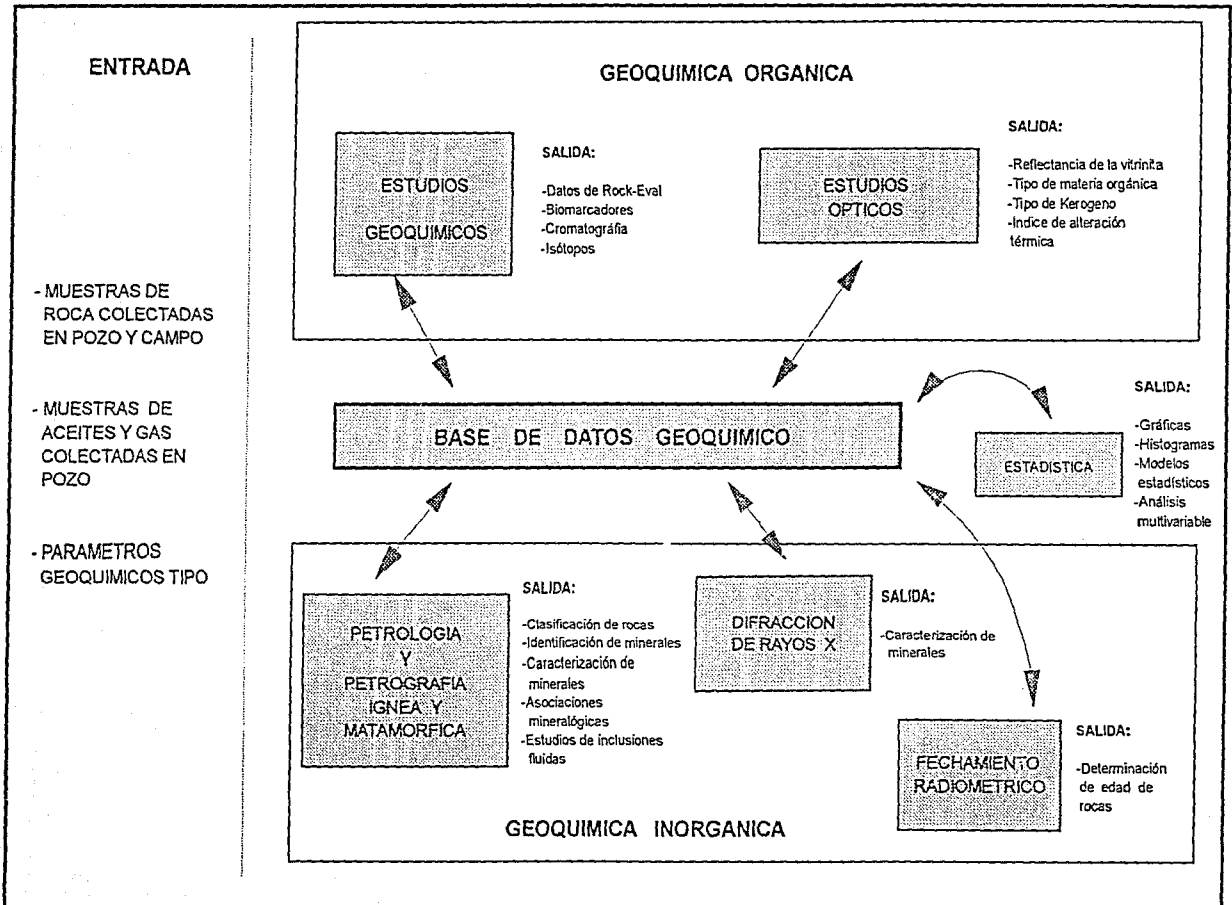 ENTRADA
- MUESTRAS DE
ROCA COLECTADAS
EN POZO Y CAMPO
- MUESTRAS DE
ACEITES Y GAS
COLECTADAS EN
POZO
- PARAMETROS
GEOQUIMICOS TIPO
GEOQUIMICA ORGANICA
ESTUDIOS
GEOQUIMICOS
SALIDA:
-Datos de Rock-Eval
-Biomarcadores
-Cromatográfia
-Isótopos
ESTUDIOS
OPTICOS
SALIDA:
-Reflectancia de la vitrinita
-Tipo de materia orgánica
-Tipo de Kerogeno
-Indice de alteración
térmica
BASE DE DATOS GEOQUIMICO
ESTADISTICA
SALIDA:
-Gráficas
-Histogramas
-Modelos
estadísticos
-Análisis
multivariable
PETROLOGIA
Y
PETROGRAFIA
IGNEA Y
MATAMORFICA
SALIDA:
-Clasificación de rocas
-Identificación de minerales
-Caracterización de
minerales
-Asociaciones
mineralógicas
-Estudios de inclusiones
fluidas
DIFRACCION
DE RAYOS X
SALIDA:
-Caracterización de
minerales
FECHAMIENTO
RADIOMETRICO
SALIDA:
-Determinación
de edad de
rocas
GEOQUIMICA INORGANICA